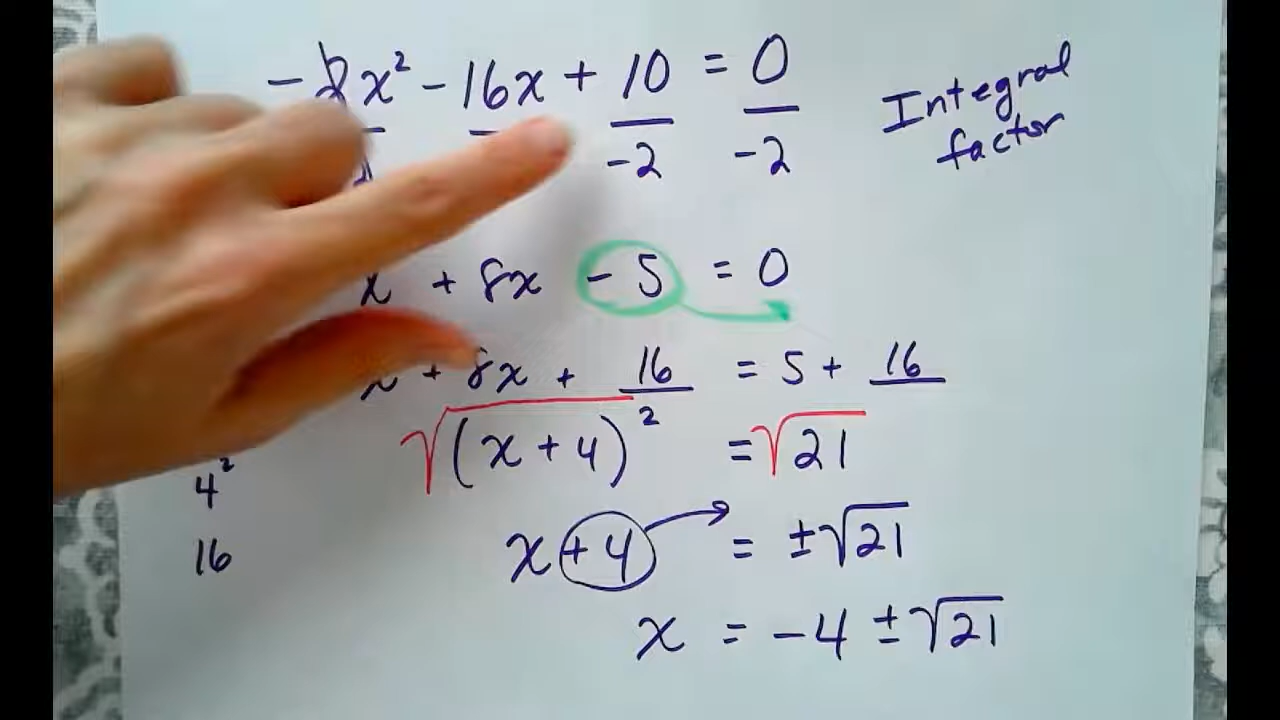 -2x² - 16x + 10 = 0
-2 -2
Integral
factor
x + 8x - 5 = 0
x + 8x + 16 = 5 + 16
√(x + 4)² = √21
4²
x + 4 = ±√21
16
x = -4 ± √21